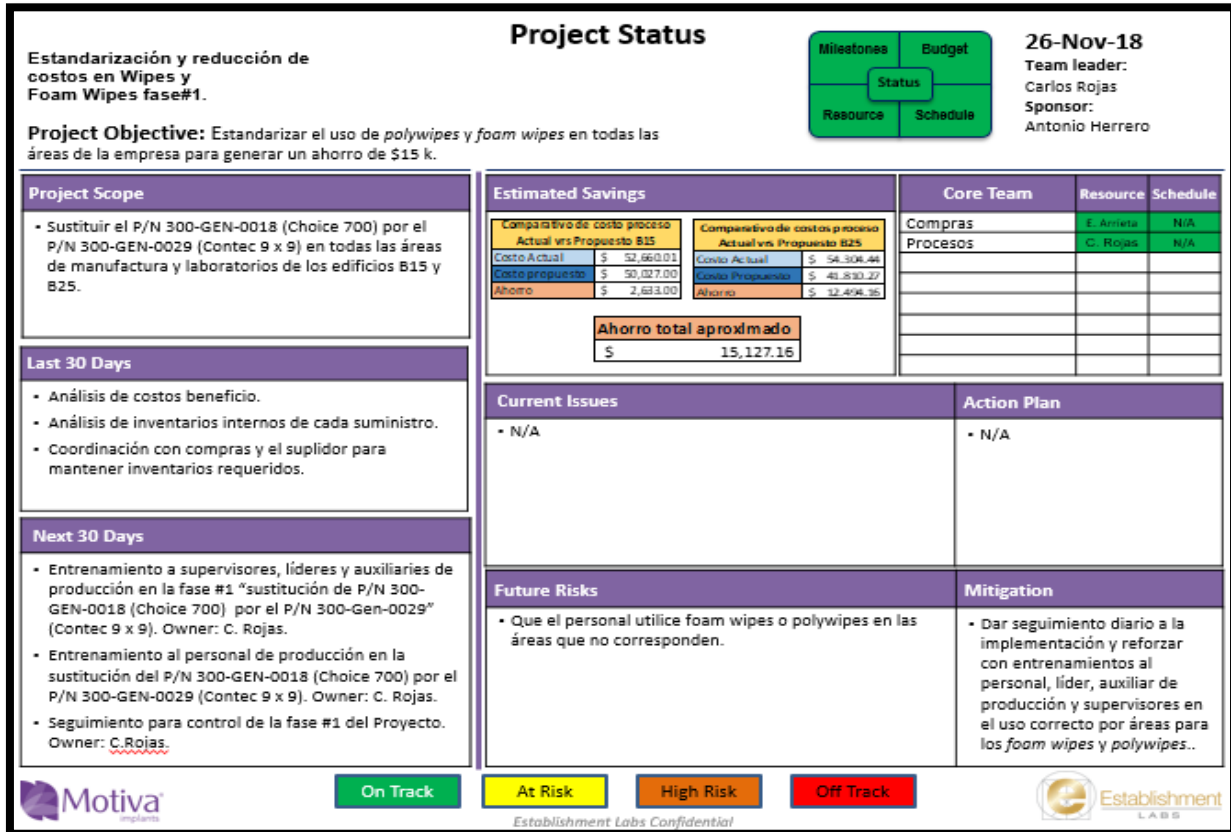 Project Status
Estandarización y reducción de
costos en Wipes y
Foam Wipes fase#1.
Project Objective: Estandarizar el uso de polywipes y foam wipes en todas las
áreas de la empresa para generar un ahorro de $15 k.
Milestones
Budget
Status
Resource
Schedule
26-Nov-18
Team leader:
Carlos Rojas
Sponsor:
Antonio Herrero
Project Scope
▪ Sustituir el P/N 300-GEN-0018 (Choice 700) por el
P/N 300-GEN-0029 (Contec 9 x 9) en todas las áreas
de manufactura y laboratorios de los edificios B15 y
B25.
Last 30 Days
▪ Análisis de costos beneficio.
▪ Análisis de inventarios internos de cada suministro.
▪ Coordinación con compras y el suplidor para
mantener inventarios requeridos.
Next 30 Days
▪ Entrenamiento a supervisores, líderes y auxiliaries de
producción en la fase #1 “sustitución de P/N 300-
GEN-0018 (Choice 700) por el P/N 300-Gen-0029”
(Contec 9 x 9). Owner: C. Rojas.
▪ Entrenamiento al personal de producción en la
sustitución del P/N 300-GEN-0018 (Choice 700) por el
P/N 300-GEN-0029 (Contec 9 x 9). Owner: C. Rojas.
▪ Seguimiento para control de la fase #1 del Proyecto.
Owner: C.Rojas.
Estimated Savings
Comparativo de costo proceso
Actual vrs Propuesto B15
Costo Actual $ 52,660.01
Costo propuesto $ 50,027.00
Ahorro $ 2,633.00
Comparativo de costos proceso
Actual vrs Propuesto B25
Costo Actual $ 54.304.44
Costo Propuesto $ 41.810.27
Ahorro $ 12.494.16
Ahorro total aproximado
$ 15,127.16
Core Team Resource Schedule
Compras E. Arrieta N/A
Procesos C. Rojas N/A
Current Issues
▪ N/A
Action Plan
▪ N/A
Future Risks
▪ Que el personal utilice foam wipes o polywipes en las
áreas que no corresponden.
Mitigation
▪ Dar seguimiento diario a la
implementación y reforzar
con entrenamientos al
personal, líder, auxiliar de
producción y supervisores en
el uso correcto por áreas para
los foam wipes y polywipes..
Motiva
implants
On Track
At Risk
High Risk
Off Track
Establishment Labs Confidential
Establishment
LABS